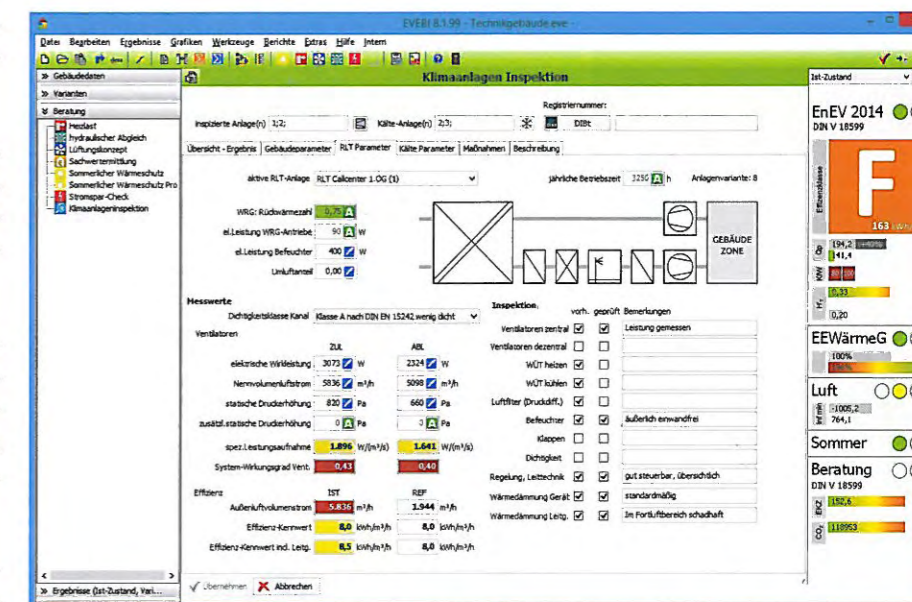 EVEBI 8.1.99 - Technikgebäude.eve -
Datei Bearbeiten Ergebnisse Grafiken Werkzeuge Berichte Extras Hilfe Intern
Klimaanlagen Inspektion
» Gebäudedaten
» Varianten
Beratung
Heizlast
hydraulischer Abgleich
Lüftungskonzept
Sachwertermittlung
Sommerlicher Wärmeschutz
Sommerlicher Wärmeschutz Pro
Stromspar-Check
Klimaanlageninspektion
» Ergebnisse (Ist-Zustand, Vari...
Registriernummer:
inspizierte Anlage(n) 1;2; Kälte-Anlage(n) 2;3; DIBt
Übersicht - Ergebnis Gebäudeparameter RLT Parameter Kälte Parameter Maßnahmen Beschreibung
aktive RLT-Anlage RLT Callcenter 1.OG (1) jährliche Betriebszeit 3250 A h Anlagenvariante: 8
WRG: Rückwärmezahl 0,75 A
el.Leistung WRG-Antriebe 90 A W
el.Leistung Befeuchter 400 W
Umluftanteil 0,00
GEBÄUDE
ZONE
Messwerte
Dichtigkeitsklasse Kanal Klasse A nach DIN EN 15242 wenig dicht
Ventilatoren
ZUL ABL
elektrische Wirkleistung 3073 W 2324 W
Nennvolumenluftstrom 5836 m³/h 5098 m³/h
statische Druckerhöhung 820 Pa 660 Pa
zusätzl.statische Druckerhöhung 0 A Pa 0 A Pa
spez.Leistungsaufnahme 1.896 W/(m³/s) 1.641 W/(m³/s)
System-Wirkungsgrad Vent. 0,43 0,40
Effizienz IST REF
Außenluftvolumenstrom 5.836 m³/h 1.944 m³/h
Effizienz-Kennwert 8,0 kWh/m³/h 8,0 kWh/m³/h
Effizienz-Kennwert ind. Leitg. 8,5 kWh/m³/h 8,0 kWh/m³/h
Inspektion
vorh. geprüft Bemerkungen
Ventilatoren zentral Leistung gemessen
Ventilatoren dezentral
WÜT heizen
WÜT kühlen
Luftfilter (Druckdiff.)
Befeuchter äußerlich einwandfrei
Klappen
Dichtigkeit
Regelung, Leittechnik gut steuerbar, übersichtlich
Wärmedämmung Gerät standardmäßig
Wärmedämmung Leitg. Im Fortluftbereich schadhaft
Übernehmen Abbrechen
Ist-Zustand
EnEV 2014
DIN V 18599
Effizienzklasse
F
163
Qp 194,2
141,4
KfW
H'T 0,33
0,20
EEWärmeG
100%
Luft
Inf min -1005,2
764,1
Sommer
Beratung
DIN V 18599
EKZ 152,6
CO₂ 118953